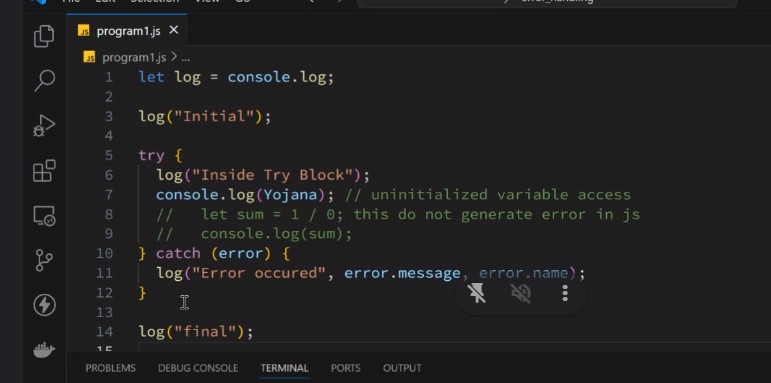 error_handling
JS program1.js ×
JS program1.js > ...
1 let log = console.log;
2
3 log("Initial");
4
5 try {
6 log("Inside Try Block");
7 console.log(Yojana); // uninitialized variable access
8 // let sum = 1 / 0; this do not generate error in js
9 // console.log(sum);
10 } catch (error) {
11 log("Error occured", error.message, error.name);
12 }
13
14 log("final");
15
PROBLEMS DEBUG CONSOLE TERMINAL PORTS OUTPUT